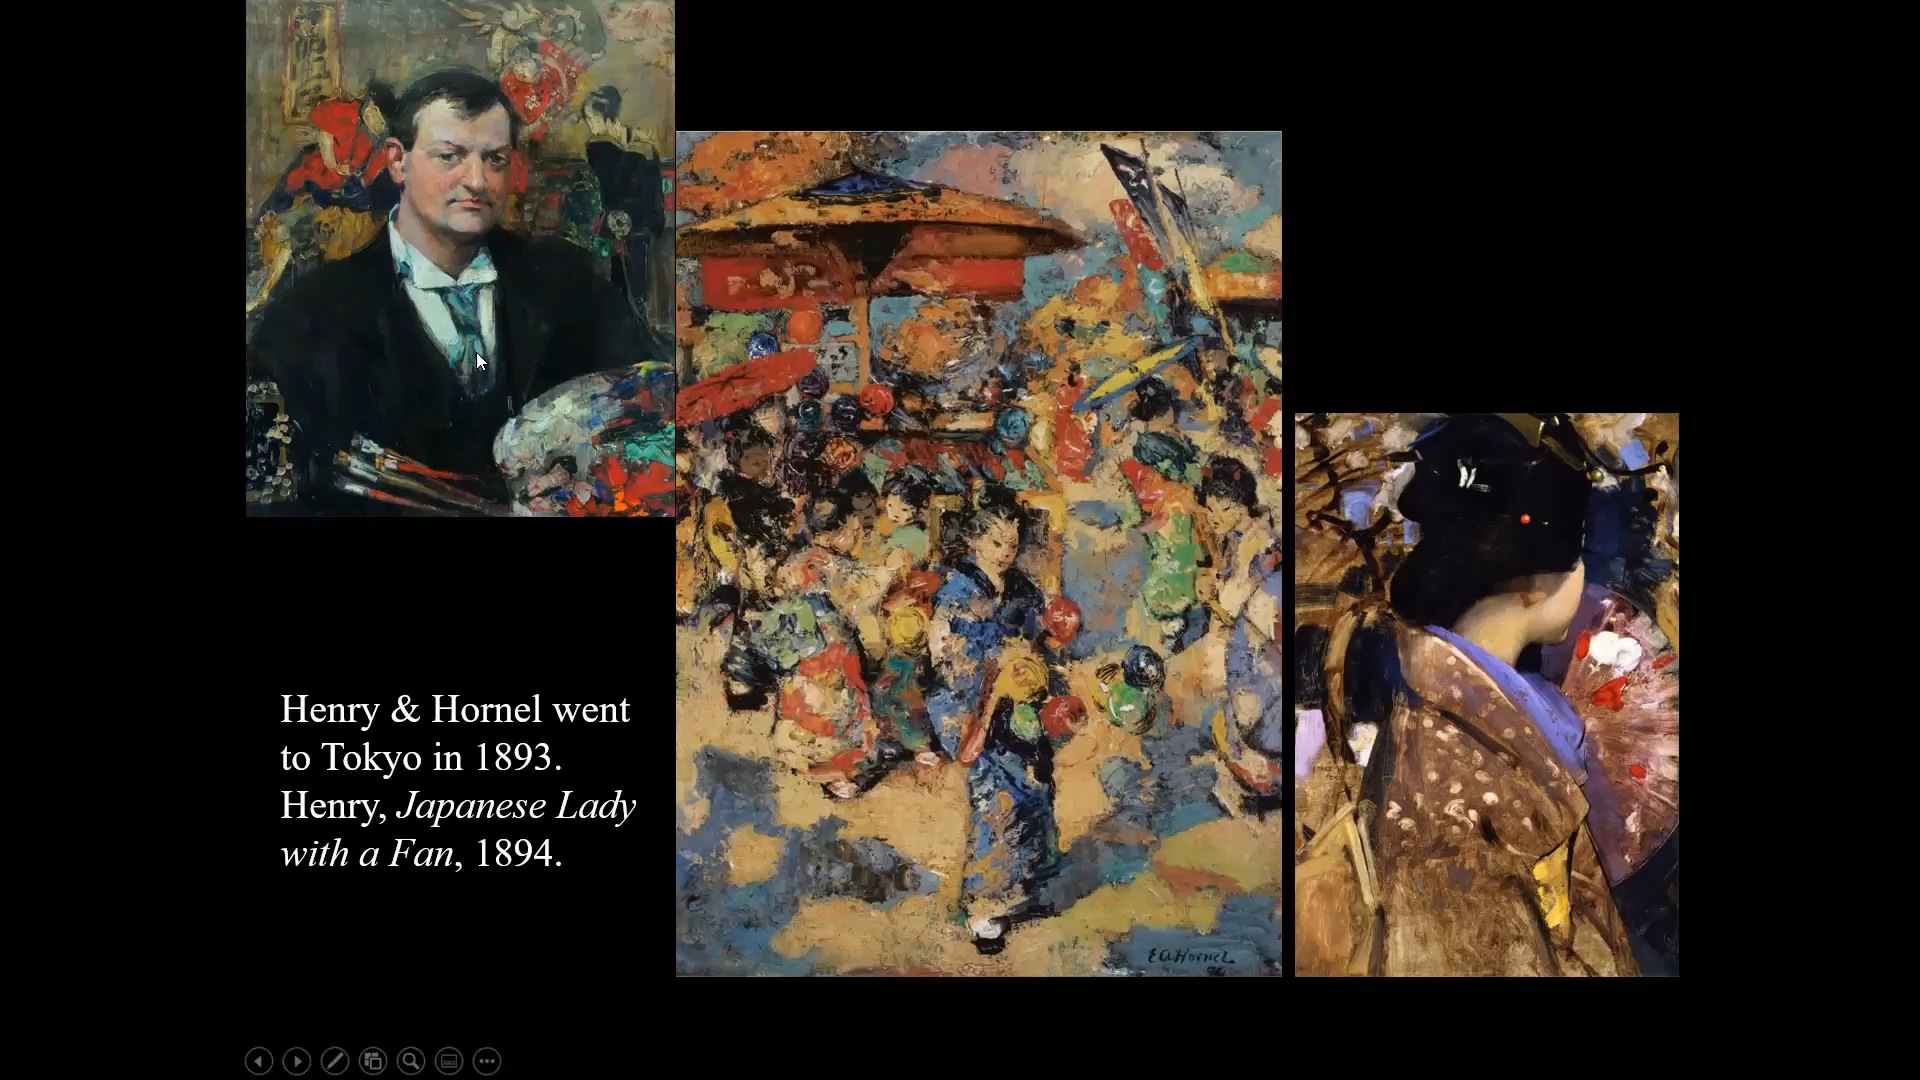 Henry & Hornel went
to Tokyo in 1893.
Henry, Japanese Lady
with a Fan, 1894.
E A Hornel